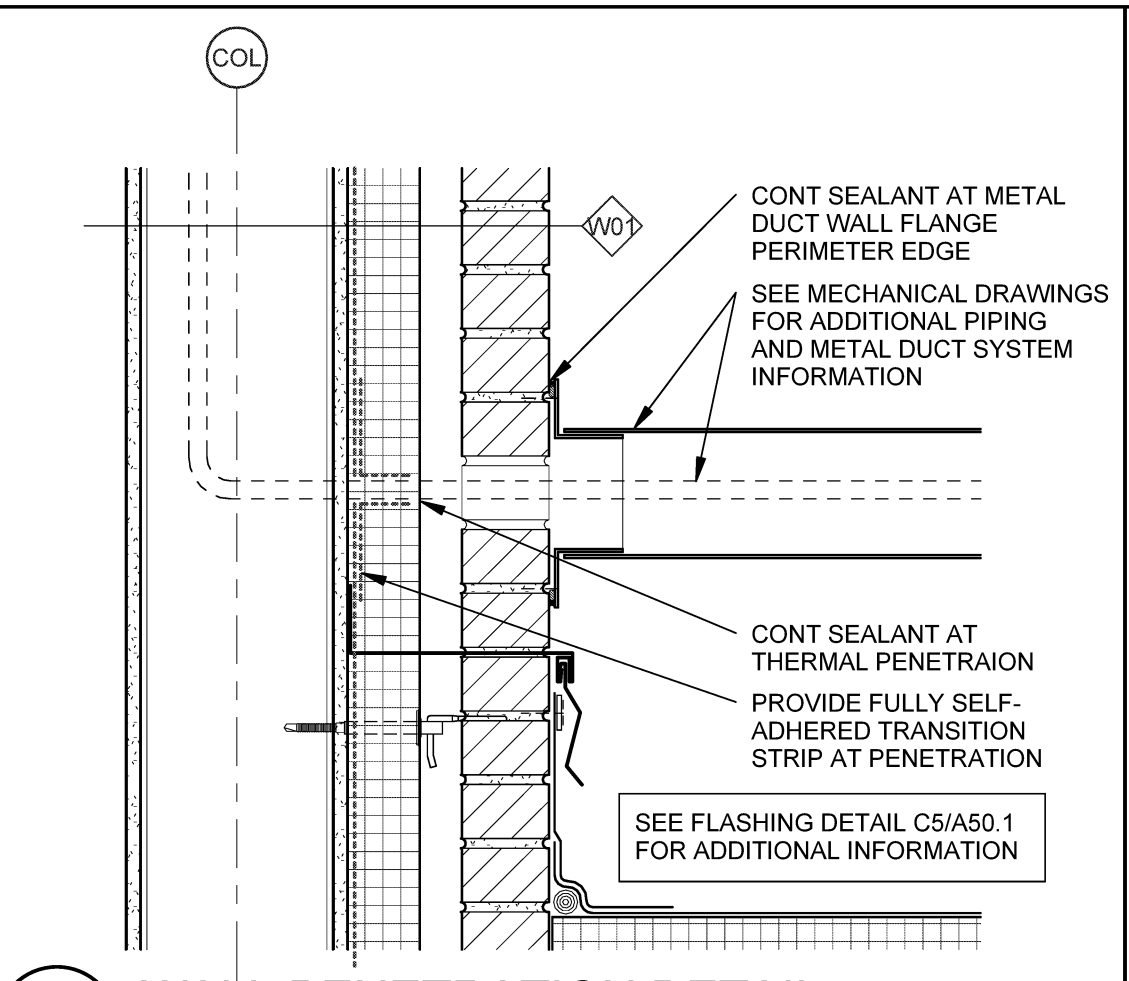 COL
W01
CONT SEALANT AT METAL
DUCT WALL FLANGE
PERIMETER EDGE
SEE MECHANICAL DRAWINGS
FOR ADDITIONAL PIPING
AND METAL DUCT SYSTEM
INFORMATION
CONT SEALANT AT
THERMAL PENETRAION
PROVIDE FULLY SELF-
ADHERED TRANSITION
STRIP AT PENETRATION
SEE FLASHING DETAIL C5/A50.1
FOR ADDITIONAL INFORMATION